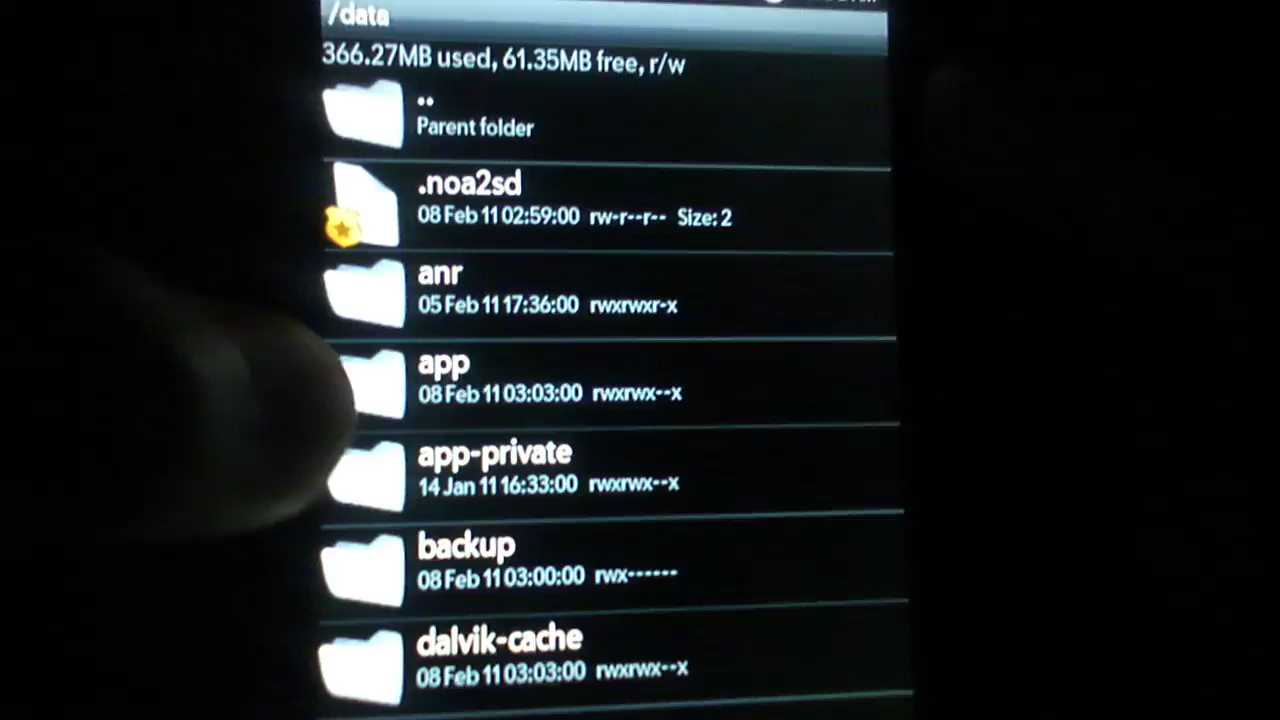 /data
366.27MB used, 61.35MB free, r/w
..
Parent folder
.noa2sd
08 Feb 11 02:59:00 rw-r--r-- Size: 2
anr
05 Feb 11 17:36:00 rwxrwxr-x
app
08 Feb 11 03:03:00 rwxrwx--x
app-private
14 Jan 11 16:33:00 rwxrwx--x
backup
08 Feb 11 03:00:00 rwx------
dalvik-cache
08 Feb 11 03:03:00 rwxrwx--x